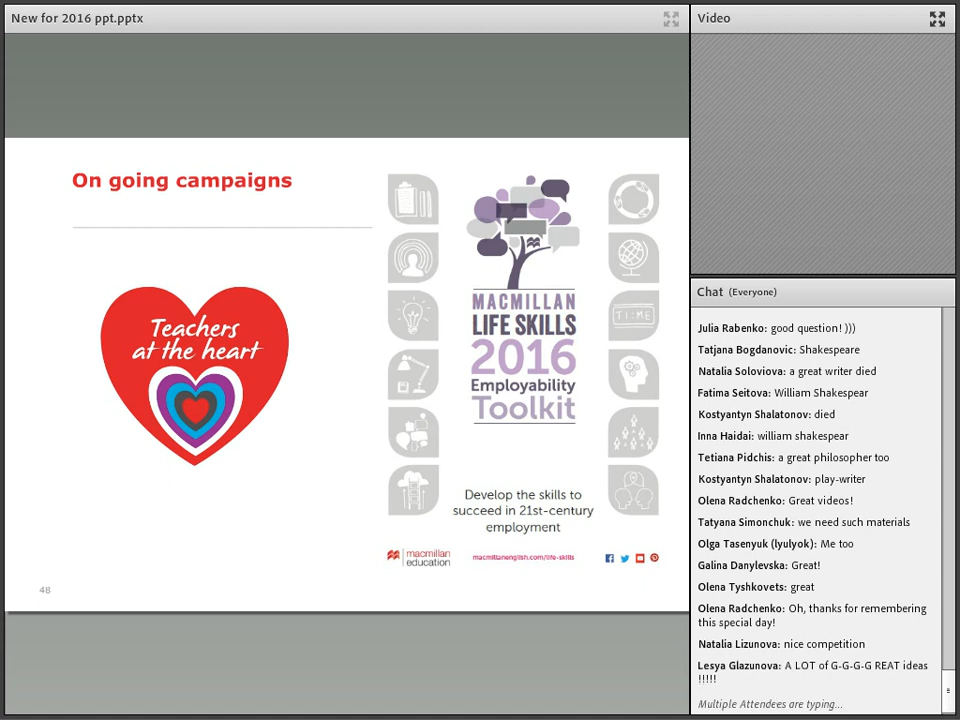 New for 2016 ppt.pptx
On going campaigns
Teachers
at the heart
MACMILLAN
LIFE SKILLS
2016
Employability
Toolkit
TIME
Develop the skills to
succeed in 21st-century
employment
macmillan
education
macmillanenglish.com/life-skills
48
Video
Chat (Everyone)
Julia Rabenko: good question! )))
Tatjana Bogdanovic: Shakespeare
Natalia Soloviova: a great writer died
Fatima Seitova: William Shakespear
Kostyantyn Shalatonov: died
Inna Haidai: william shakespear
Tetiana Pidchis: a great philosopher too
Kostyantyn Shalatonov: play-writer
Olena Radchenko: Great videos!
Tatyana Simonchuk: we need such materials
Olga Tasenyuk (lyulyok): Me too
Galina Danylevska: Great!
Olena Tyshkovets: great
Olena Radchenko: Oh, thanks for remembering
this special day!
Natalia Lizunova: nice competition
Lesya Glazunova: A LOT of G-G-G-G REAT ideas
!!!!!
Multiple Attendees are typing...